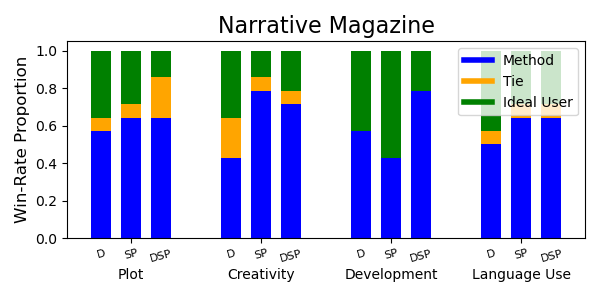 Narrative Magazine
Win-Rate Proportion
1.0
0.8
0.6
0.4
0.2
0.0
Method
Tie
Ideal User
D SP DSP D SP DSP D SP DSP D SP DSP
Plot Creativity Development Language Use